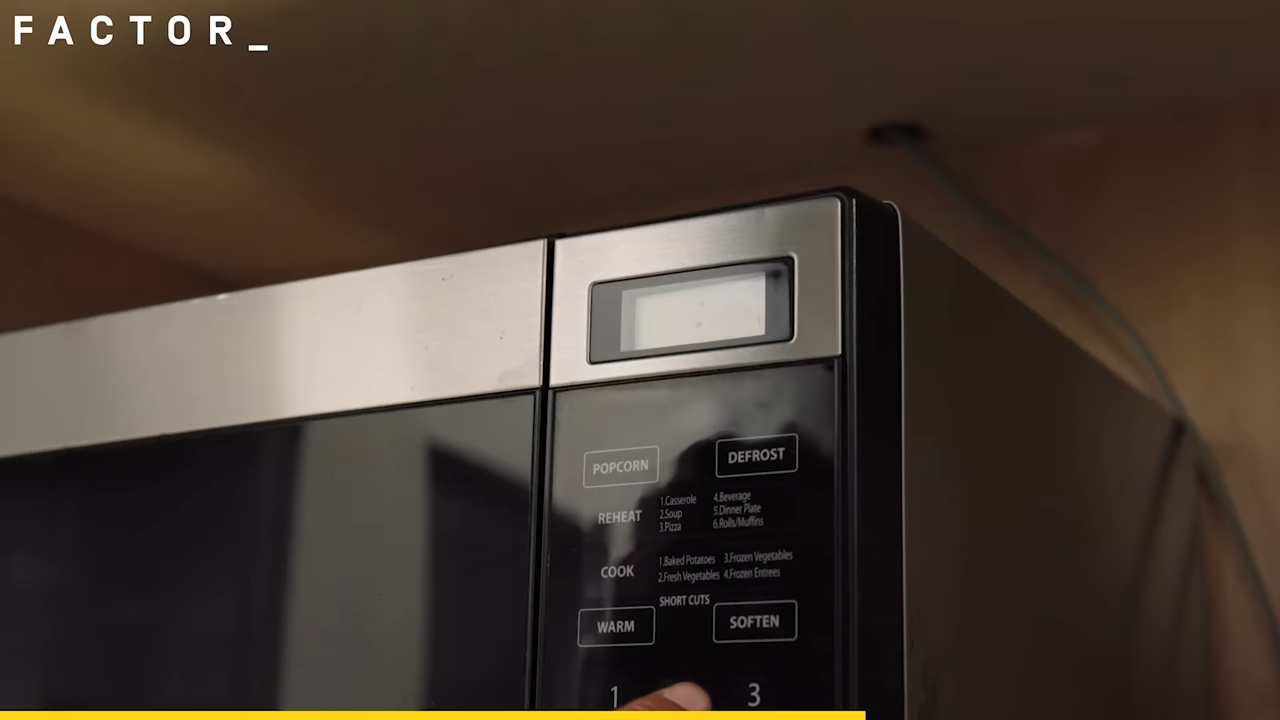 FACTOR_
POPCORN
DEFROST
REHEAT
1.Casserole 4.Beverage
2.Soup 5.Dinner Plate
3.Pizza 6.Rolls/Muffins
COOK
1.Baked Potatoes 3.Frozen Vegetables
2.Fresh Vegetables 4.Frozen Entrees
SHORT CUTS
WARM
SOFTEN
1 3